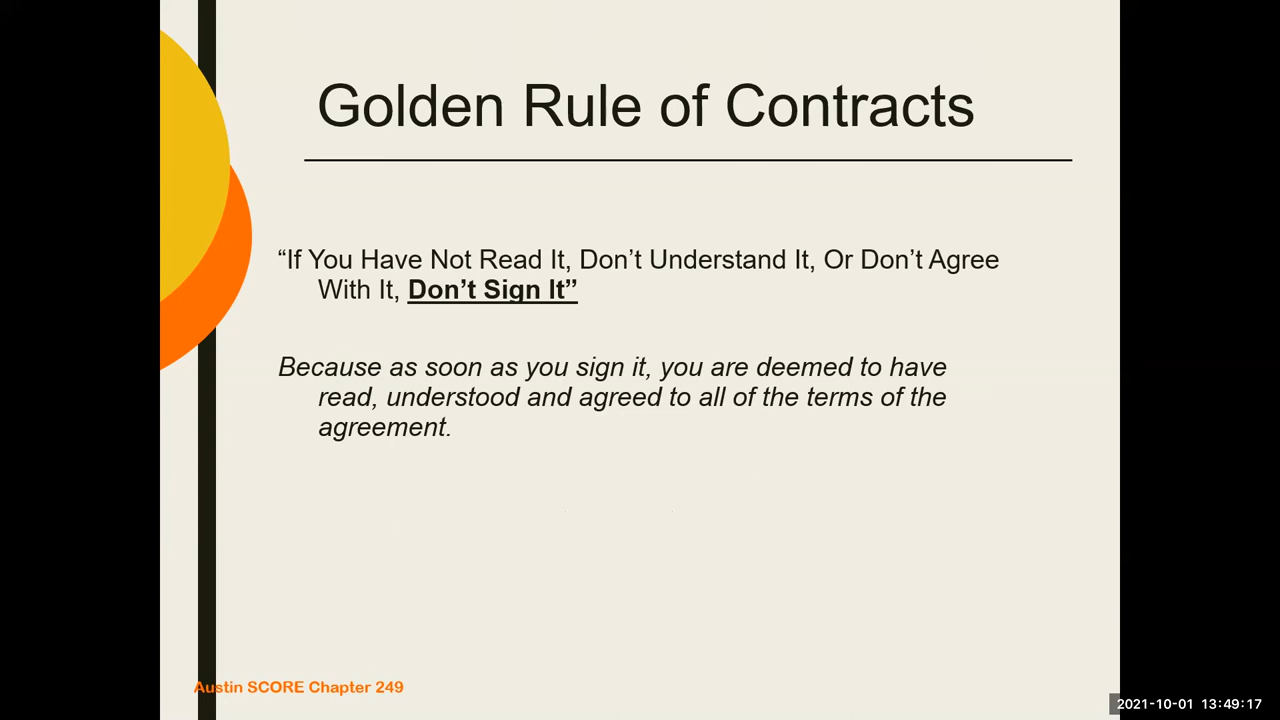 Golden Rule of Contracts
“If You Have Not Read It, Don’t Understand It, Or Don’t Agree
With It, Don’t Sign It”
Because as soon as you sign it, you are deemed to have
read, understood and agreed to all of the terms of the
agreement.
Austin SCORE Chapter 249
2021-10-01 13:49:17